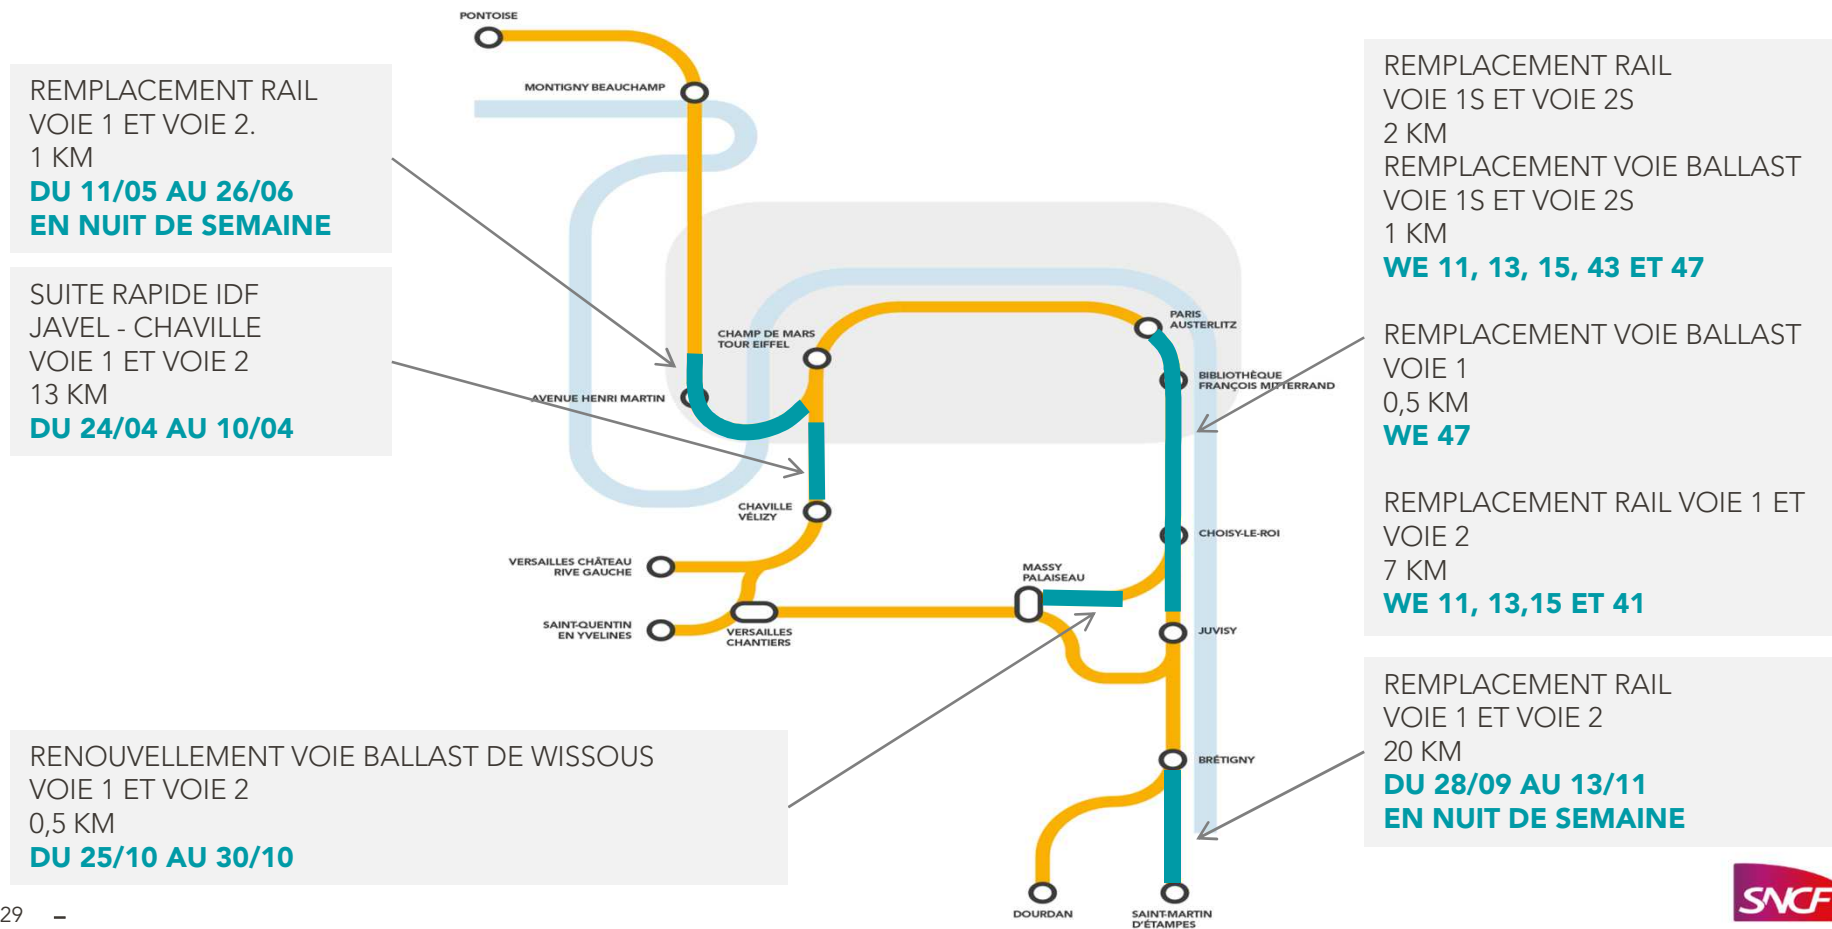 PONTOISE
MONTIGNY BEAUCHAMP
REMPLACEMENT RAIL
VOIE 1 ET VOIE 2.
1 KM
DU 11/05 AU 26/06
EN NUIT DE SEMAINE
SUITE RAPIDE IDF
JAVEL - CHAVILLE
VOIE 1 ET VOIE 2
13 KM
DU 24/04 AU 10/04
CHAMP DE MARS
TOUR EIFFEL
AVENUE HENRI MARTIN
PARIS
AUSTERLITZ
BIBLIOTHÈQUE
FRANÇOIS MITTERRAND
REMPLACEMENT RAIL
VOIE 1S ET VOIE 2S
2 KM
REMPLACEMENT VOIE BALLAST
VOIE 1S ET VOIE 2S
1 KM
WE 11, 13, 15, 43 ET 47
REMPLACEMENT VOIE BALLAST
VOIE 1
0,5 KM
WE 47
REMPLACEMENT RAIL VOIE 1 ET
VOIE 2
7 KM
WE 11, 13,15 ET 41
CHAVILLE
VÉLIZY
VERSAILLES CHÂTEAU
RIVE GAUCHE
SAINT-QUENTIN
EN YVELINES
VERSAILLES
CHANTIERS
MASSY
PALAISEAU
CHOISY-LE-ROI
JUVISY
BRÉTIGNY
DOURDAN
SAINT-MARTIN
D'ÉTAMPES
REMPLACEMENT RAIL
VOIE 1 ET VOIE 2
20 KM
DU 28/09 AU 13/11
EN NUIT DE SEMAINE
RENOUVELLEMENT VOIE BALLAST DE WISSOUS
VOIE 1 ET VOIE 2
0,5 KM
DU 25/10 AU 30/10
29 –
SNCF